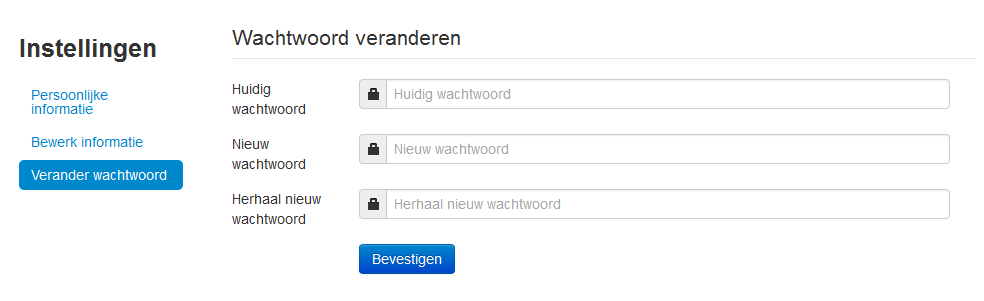 Instellingen
Persoonlijke
informatie
Bewerk informatie
Verander wachtwoord
Wachtwoord veranderen
Huidig
wachtwoord
Huidig wachtwoord
Nieuw
wachtwoord
Nieuw wachtwoord
Herhaal nieuw
wachtwoord
Herhaal nieuw wachtwoord
Bevestigen